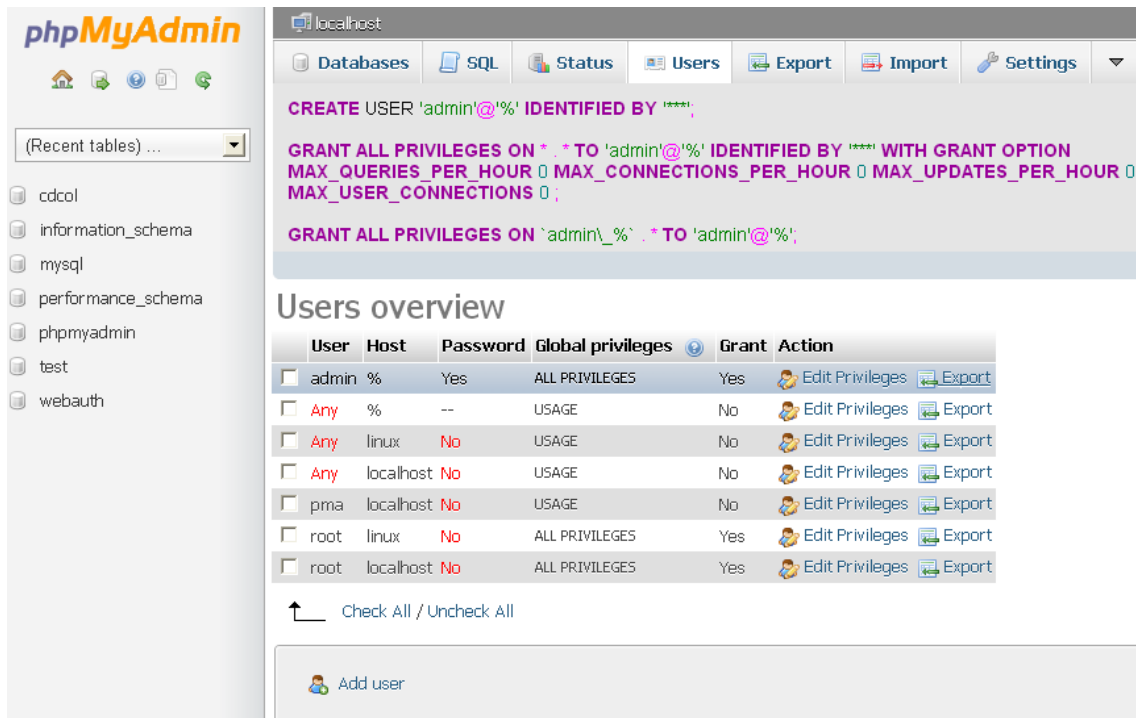 phpMyAdmin
(Recent tables) ...
cdcol
information_schema
mysql
performance_schema
phpmyadmin
test
webauth
localhost
Databases SQL Status Users Export Import Settings
CREATE USER 'admin'@'%' IDENTIFIED BY '***';
GRANT ALL PRIVILEGES ON * . * TO 'admin'@'%' IDENTIFIED BY '***' WITH GRANT OPTION
MAX_QUERIES_PER_HOUR 0 MAX_CONNECTIONS_PER_HOUR 0 MAX_UPDATES_PER_HOUR 0
MAX_USER_CONNECTIONS 0 ;
GRANT ALL PRIVILEGES ON `admin\_%` . * TO 'admin'@'%';
Users overview
User Host Password Global privileges Grant Action
admin % Yes ALL PRIVILEGES Yes Edit Privileges Export
Any % -- USAGE No Edit Privileges Export
Any linux No USAGE No Edit Privileges Export
Any localhost No USAGE No Edit Privileges Export
pma localhost No USAGE No Edit Privileges Export
root linux No ALL PRIVILEGES Yes Edit Privileges Export
root localhost No ALL PRIVILEGES Yes Edit Privileges Export
Check All / Uncheck All
Add user